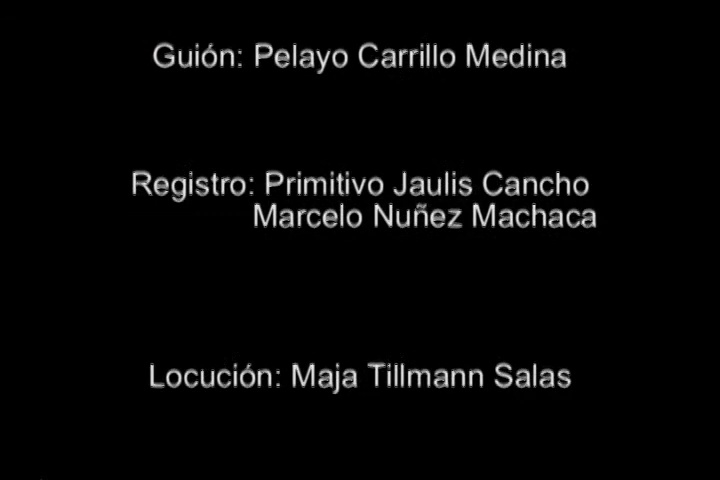 Guión: Pelayo Carrillo Medina
Registro: Primitivo Jaulis Cancho
Marcelo Nuñez Machaca
Locución: Maja Tillmann Salas